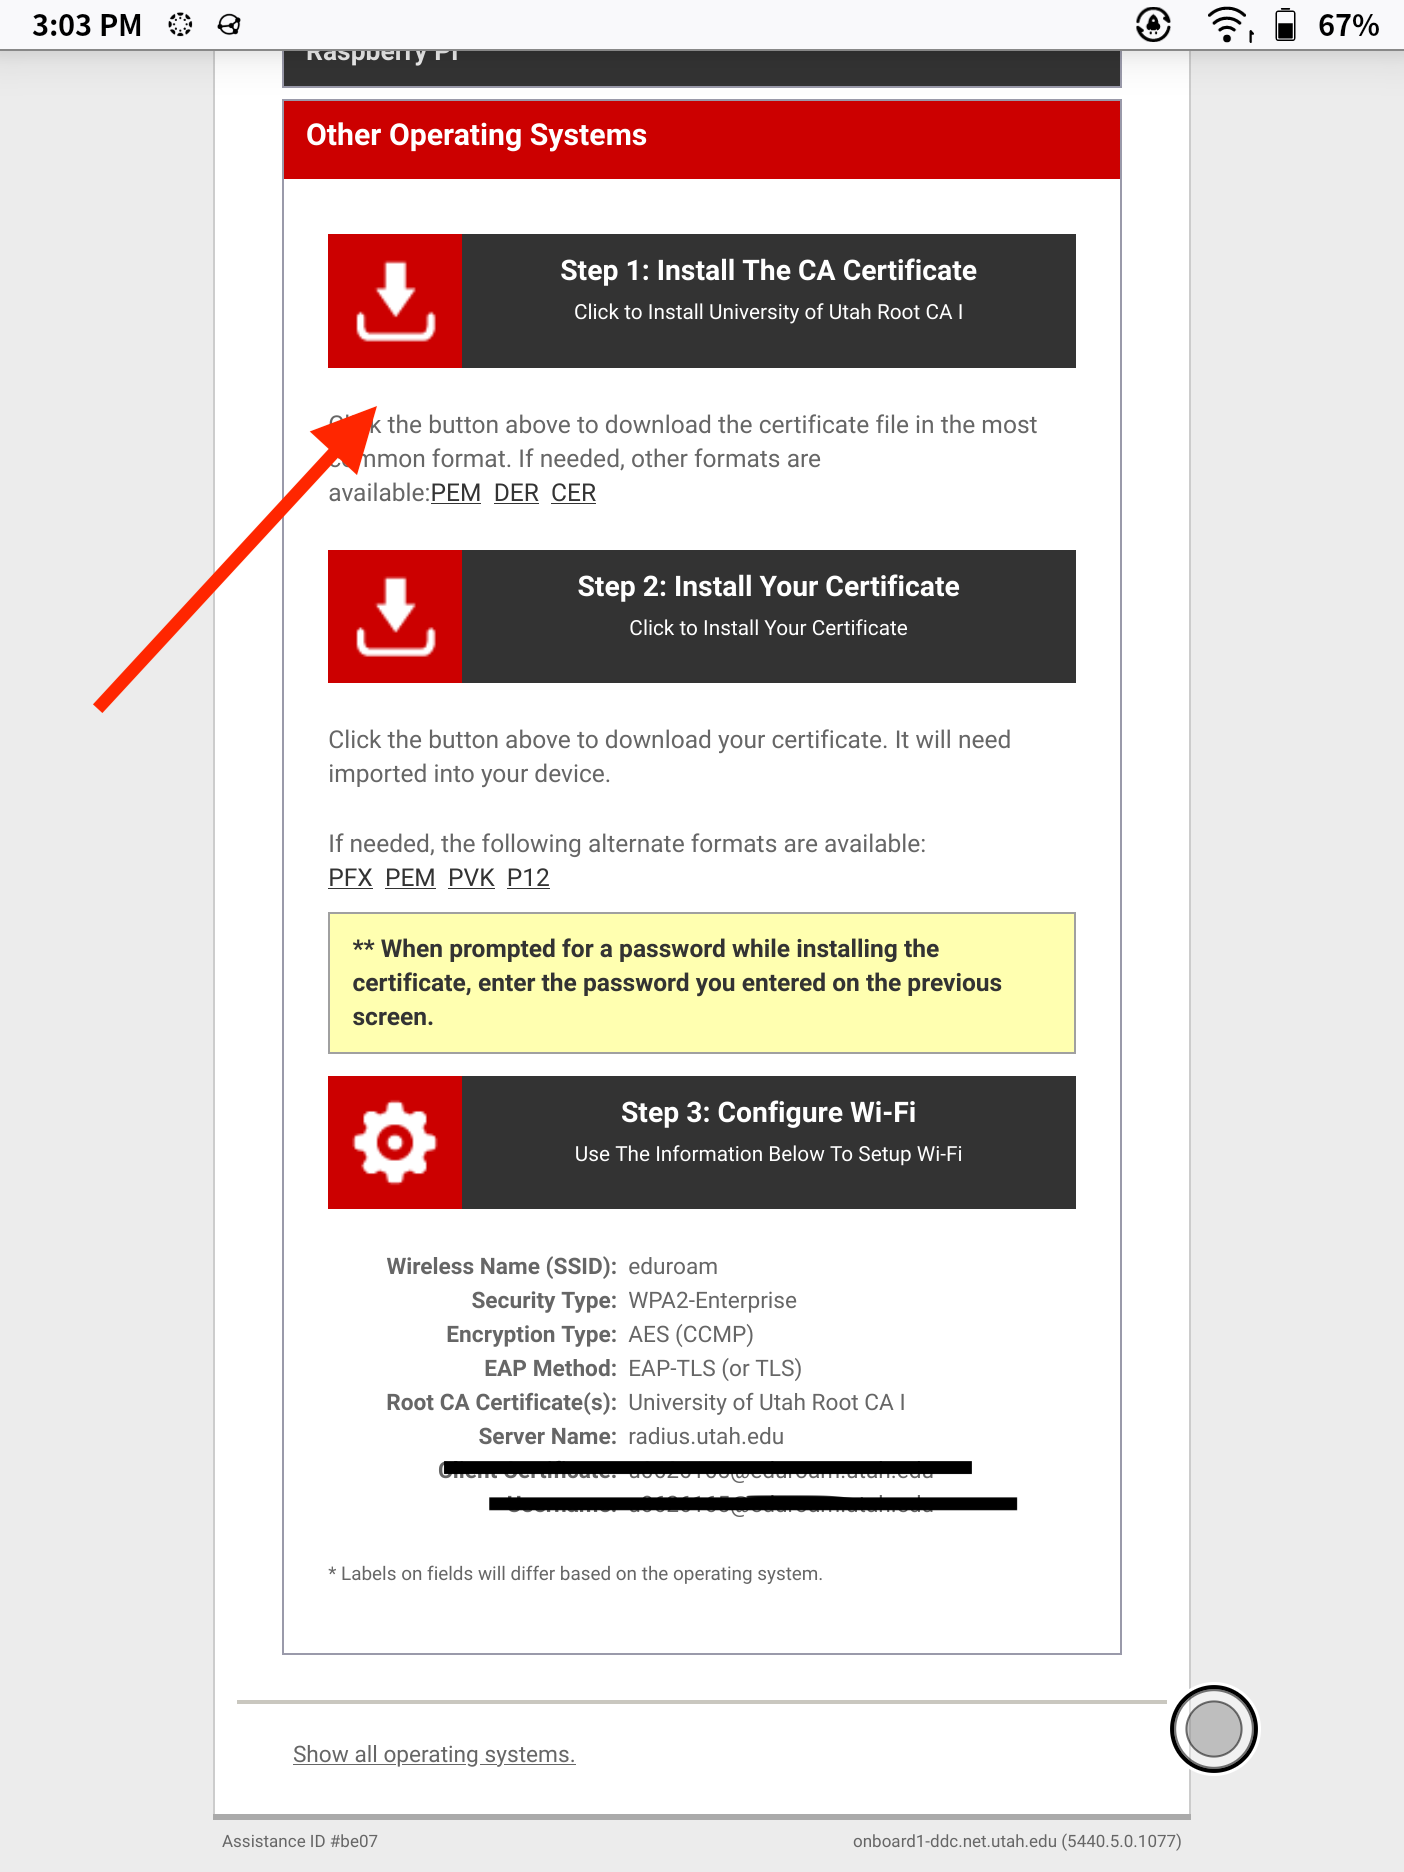 3:03 PM
67%
Raspberry Pi
Other Operating Systems
Step 1: Install The CA Certificate
Click to Install University of Utah Root CA I
Click the button above to download the certificate file in the most
common format. If needed, other formats are
available:PEM DER CER
Step 2: Install Your Certificate
Click to Install Your Certificate
Click the button above to download your certificate. It will need
imported into your device.
If needed, the following alternate formats are available:
PFX PEM PVK P12
** When prompted for a password while installing the
certificate, enter the password you entered on the previous
screen.
Step 3: Configure Wi-Fi
Use The Information Below To Setup Wi-Fi
Wireless Name (SSID): eduroam
Security Type: WPA2-Enterprise
Encryption Type: AES (CCMP)
EAP Method: EAP-TLS (or TLS)
Root CA Certificate(s): University of Utah Root CA I
Server Name: radius.utah.edu
Client Certificate:
Username:
* Labels on fields will differ based on the operating system.
Show all operating systems.
Assistance ID #be07
onboard1-ddc.net.utah.edu (5440.5.0.1077)